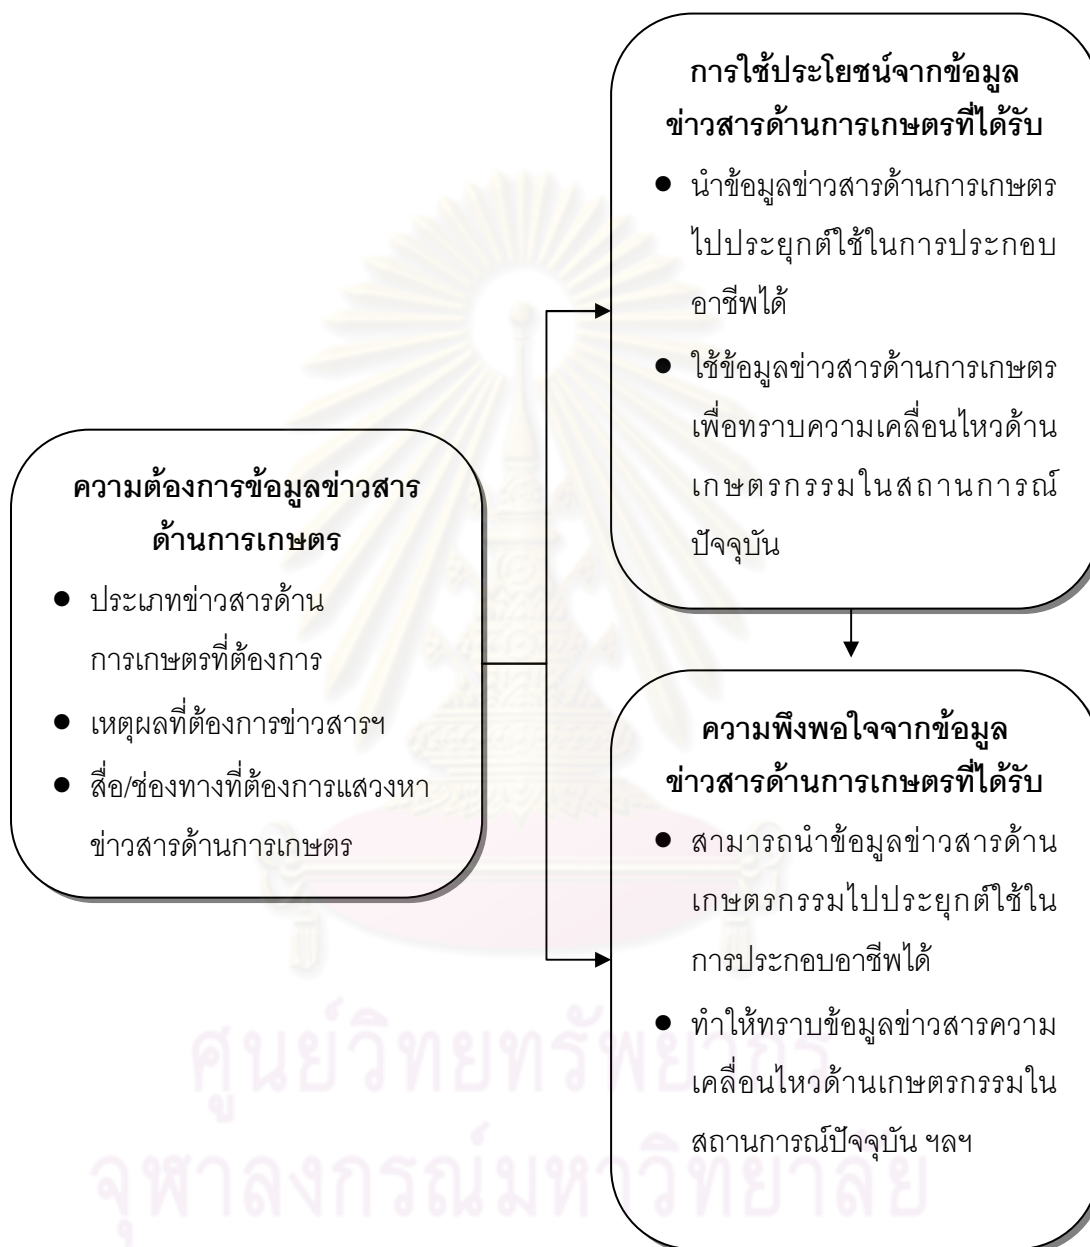 การใช้ประโยชน์จากข้อมูล
ข่าวสารด้านการเกษตรที่ได้รับ
● นำข้อมูลข่าวสารด้านการเกษตร
ไปประยุกต์ใช้ในการประกอบ
อาชีพได้
● ใช้ข้อมูลข่าวสารด้านการเกษตร
เพื่อทราบความเคลื่อนไหวด้าน
เกษตรกรรมในสถานการณ์
ปัจจุบัน
ความต้องการข้อมูลข่าวสาร
ด้านการเกษตร
● ประเภทข่าวสารด้าน
การเกษตรที่ต้องการ
● เหตุผลที่ต้องการข่าวสารฯ
● สื่อ/ช่องทางที่ต้องการแสวงหา
ข่าวสารด้านการเกษตร
ความพึงพอใจจากข้อมูล
ข่าวสารด้านการเกษตรที่ได้รับ
● สามารถนำข้อมูลข่าวสารด้าน
เกษตรกรรมไปประยุกต์ใช้ใน
การประกอบอาชีพได้
● ทำให้ทราบข้อมูลข่าวสารความ
เคลื่อนไหวด้านเกษตรกรรมใน
สถานการณ์ปัจจุบัน ฯลฯ
ศูนย์วิทยทรัพยากร
จุฬาลงกรณ์มหาวิทยาลัย